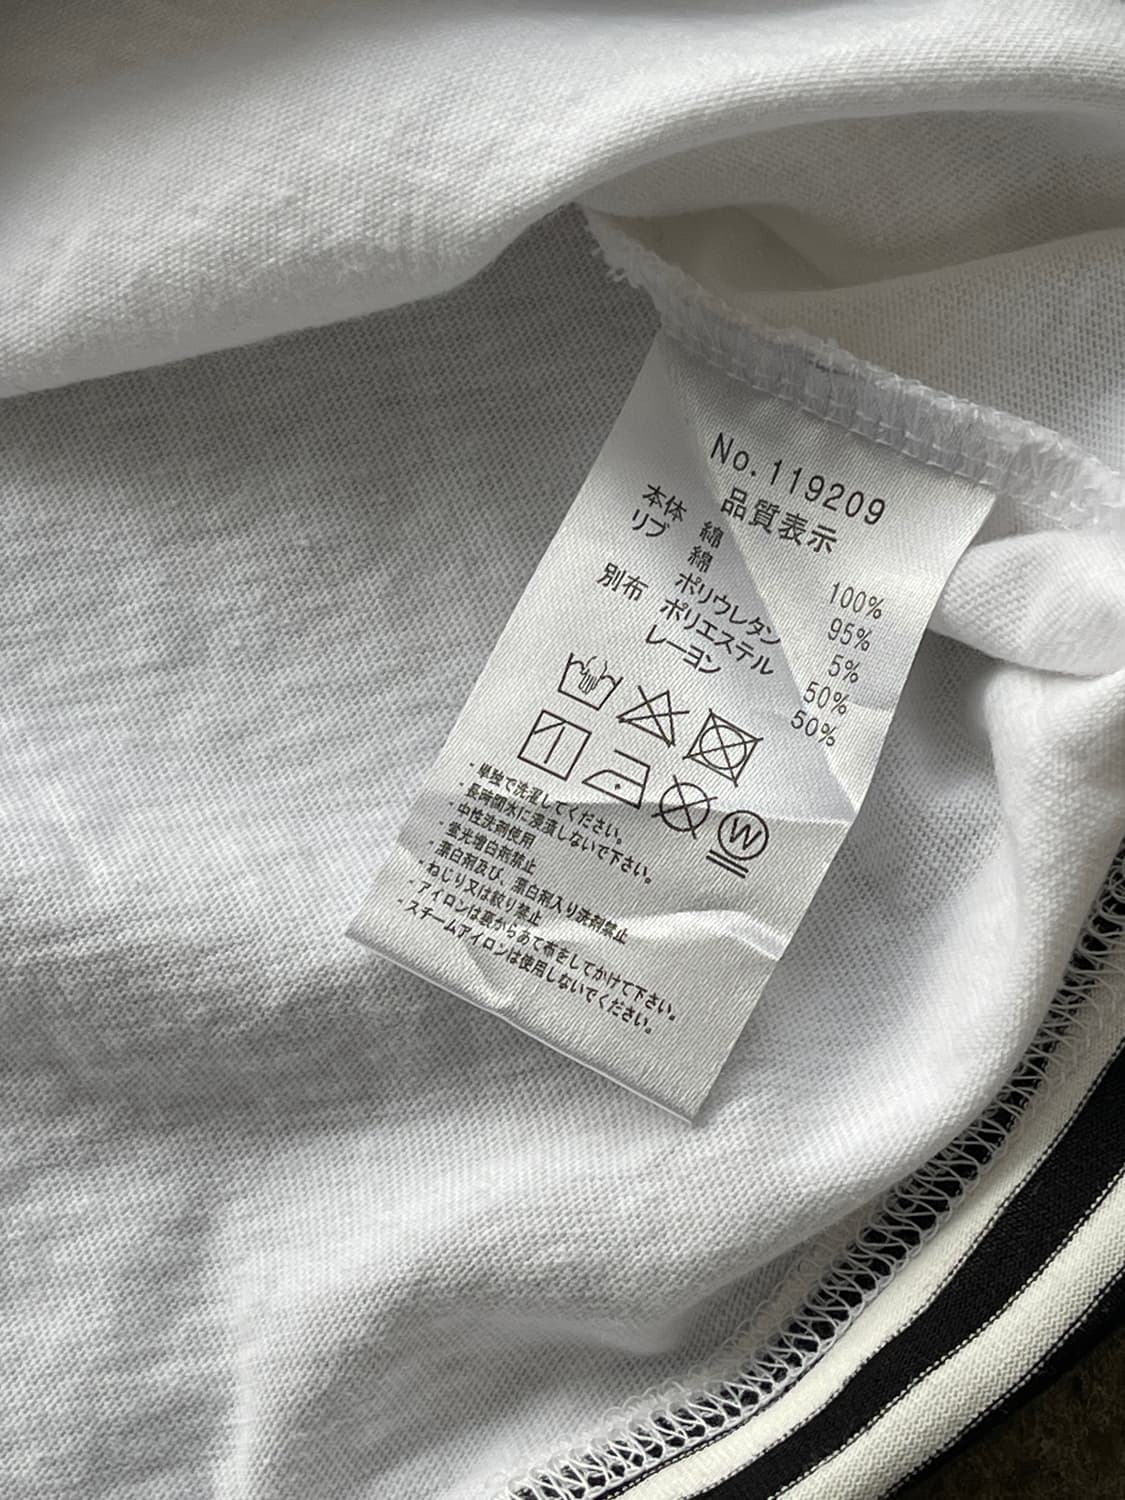 No.119209
品質表示
本体 綿 100%
リブ 綿 95%
ポリウレタン 5%
別布 ポリエステル 50%
レーヨン 50%
W
・単独で洗濯してください。
・長時間水に浸漬しないで下さい。
・中性洗剤使用
・蛍光増白剤禁止
・漂白剤及び、漂白剤入り洗剤禁止
・ねじり又は絞り禁止
・アイロンは裏からあて布をしてかけて下さい。
・スチームアイロンは使用しないでください。